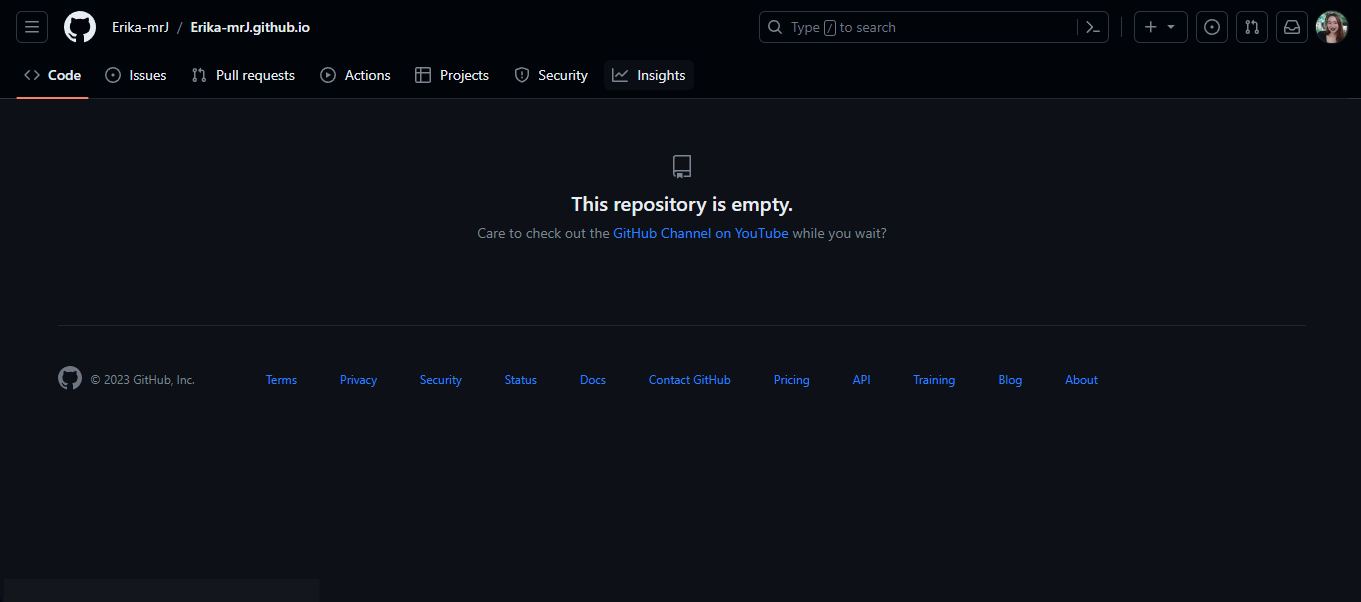 Erika-mrJ / Erika-mrJ.github.io Type / to search
Code Issues Pull requests Actions Projects Security Insights
This repository is empty.
Care to check out the GitHub Channel on YouTube while you wait?
© 2023 GitHub, Inc. Terms Privacy Security Status Docs Contact GitHub Pricing API Training Blog About